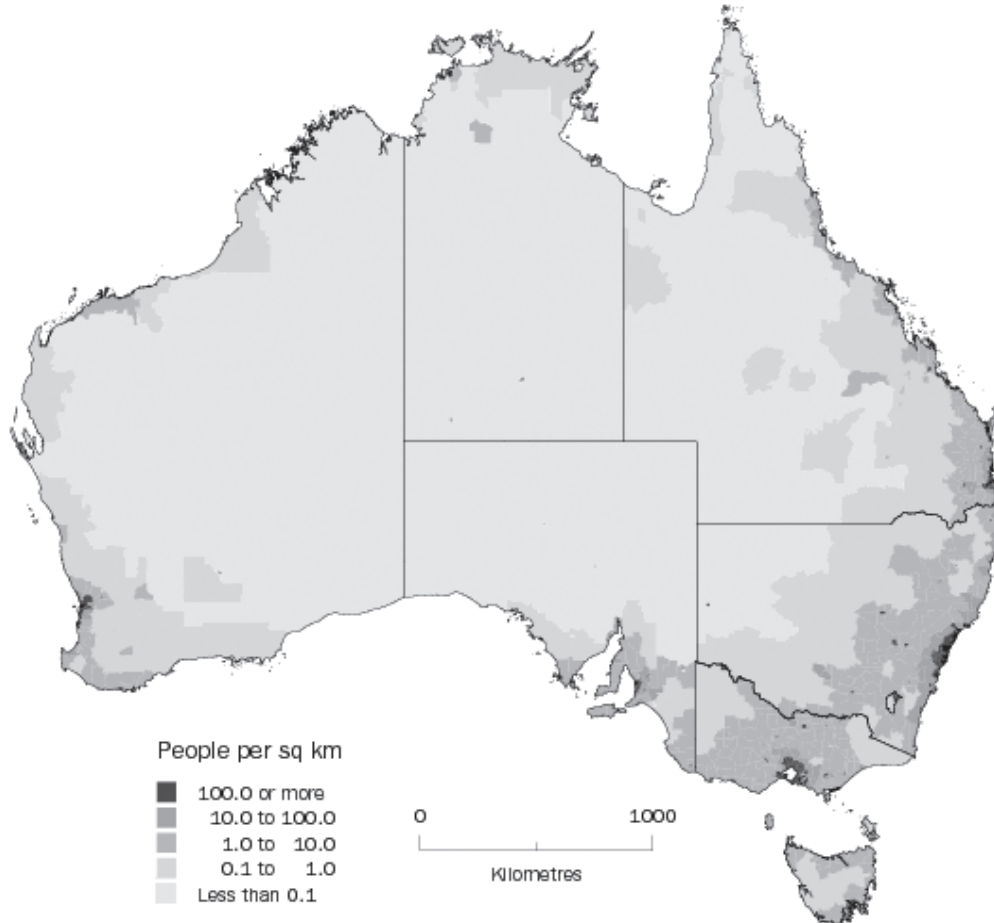 People per sq km
100.0 or more
10.0 to 100.0
1.0 to 10.0
0.1 to 1.0
Less than 0.1
0 1000
Kilometres